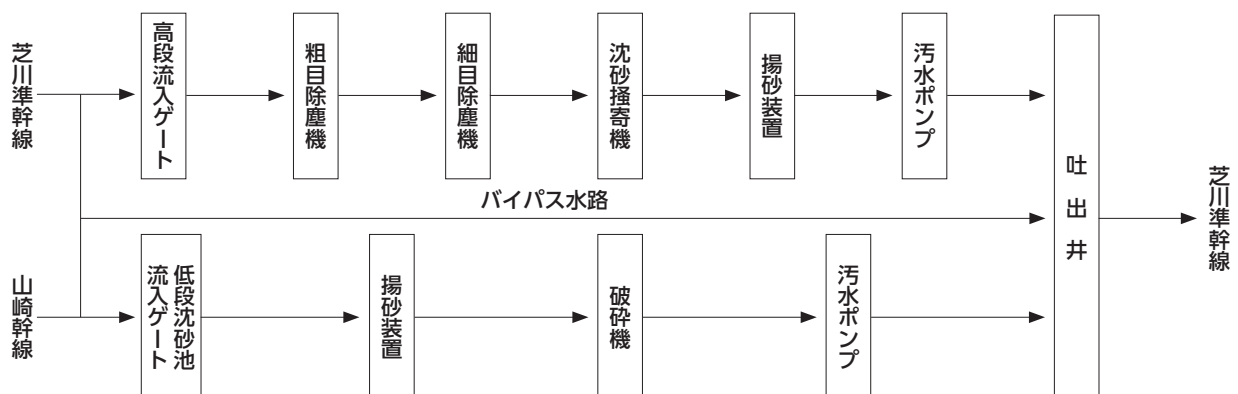 芝川準幹線
高段流入ゲート
粗目除塵機
細目除塵機
沈砂掻寄機
揚砂装置
汚水ポンプ
バイパス水路
吐出井
芝川準幹線
山崎幹線
低段沈砂池
流入ゲート
揚砂装置
破砕機
汚水ポンプ